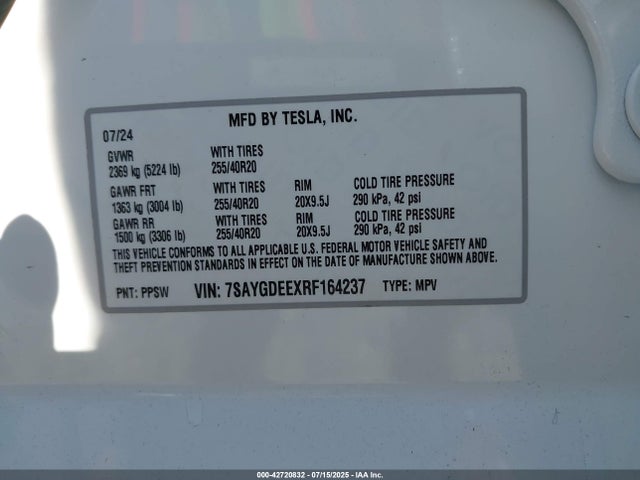 MFD BY TESLA, INC.
07/24
GVWR WITH TIRES
2369 kg (5224 lb) 255/40R20
GAWR FRT WITH TIRES RIM COLD TIRE PRESSURE
1363 kg (3004 lb) 255/40R20 20X9.5J 290 kPa, 42 psi
GAWR RR WITH TIRES RIM COLD TIRE PRESSURE
1500 kg (3306 lb) 255/40R20 20X9.5J 290 kPa, 42 psi
THIS VEHICLE CONFORMS TO ALL APPLICABLE U.S. FEDERAL MOTOR VEHICLE SAFETY AND
THEFT PREVENTION STANDARDS IN EFFECT ON THE DATE OF MANUFACTURE SHOWN ABOVE.
PNT: PPSW VIN: 7SAYGDEEXRF164237 TYPE: MPV
000-42720832 - 07/15/2025 - IAA Inc.